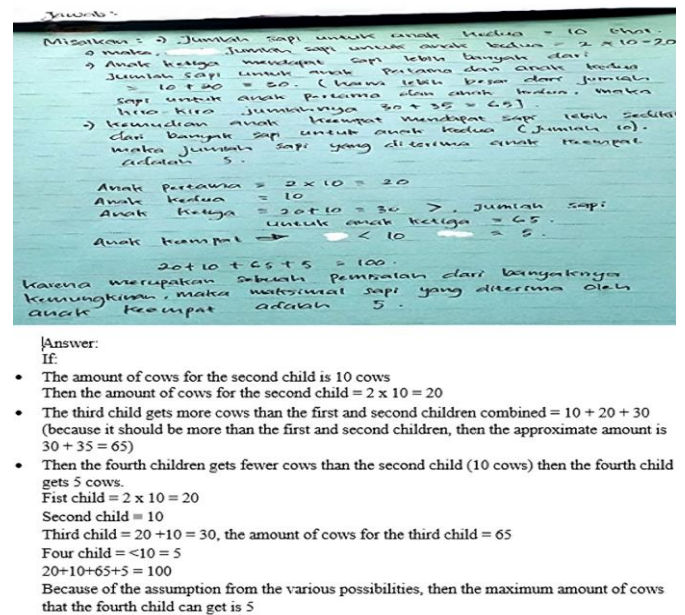 Jawab :
Misalkan : → Jumlah sapi untuk anak kedua = 10 ekor.
→ maka, Jumlah sapi untuk anak kedua = 2 x 10 = 20
→ Anak ketiga mendapat sapi lebih banyak dari
Jumlah sapi untuk anak Pertama dan anak kedua
= 10 + 20 = 30. ( harus lebih besar dari jumlah
sapi untuk anak pertama dan anak kedua. maka
kira-kira jumlahnya 30 + 35 = 65).
→ kemudian anak keempat mendapat sapi lebih sedikit
dari banyak sapi untuk anak kedua (Jumlah 10).
maka jumlah sapi yang diterima anak keempat
adalah 5.
Anak Pertama = 2 x 10 = 20
Anak kedua = 10
Anak ketiga = 20 + 10 = 30 >, Jumlah sapi
untuk anak ketiga = 65.
Anak keempat → < 10 = 5.
20 + 10 + 65 + 5 = 100.
karena merupakan sebuah Pemisalan dari banyaknya
kemungkinan, maka maksimal sapi yang diterima oleh
anak keempat adalah 5.
Answer:
If:
• The amount of cows for the second child is 10 cows
Then the amount of cows for the second child = 2 x 10 = 20
• The third child gets more cows than the first and second children combined = 10 + 20 + 30
(because it should be more than the first and second children, then the approximate amount is
30 + 35 = 65)
• Then the fourth children gets fewer cows than the second child (10 cows) then the fourth child
gets 5 cows.
Fist child = 2 x 10 = 20
Second child = 10
Third child = 20 +10 = 30, the amount of cows for the third child = 65
Four child = <10 = 5
20+10+65+5 = 100
Because of the assumption from the various possibilities, then the maximum amount of cows
that the fourth child can get is 5